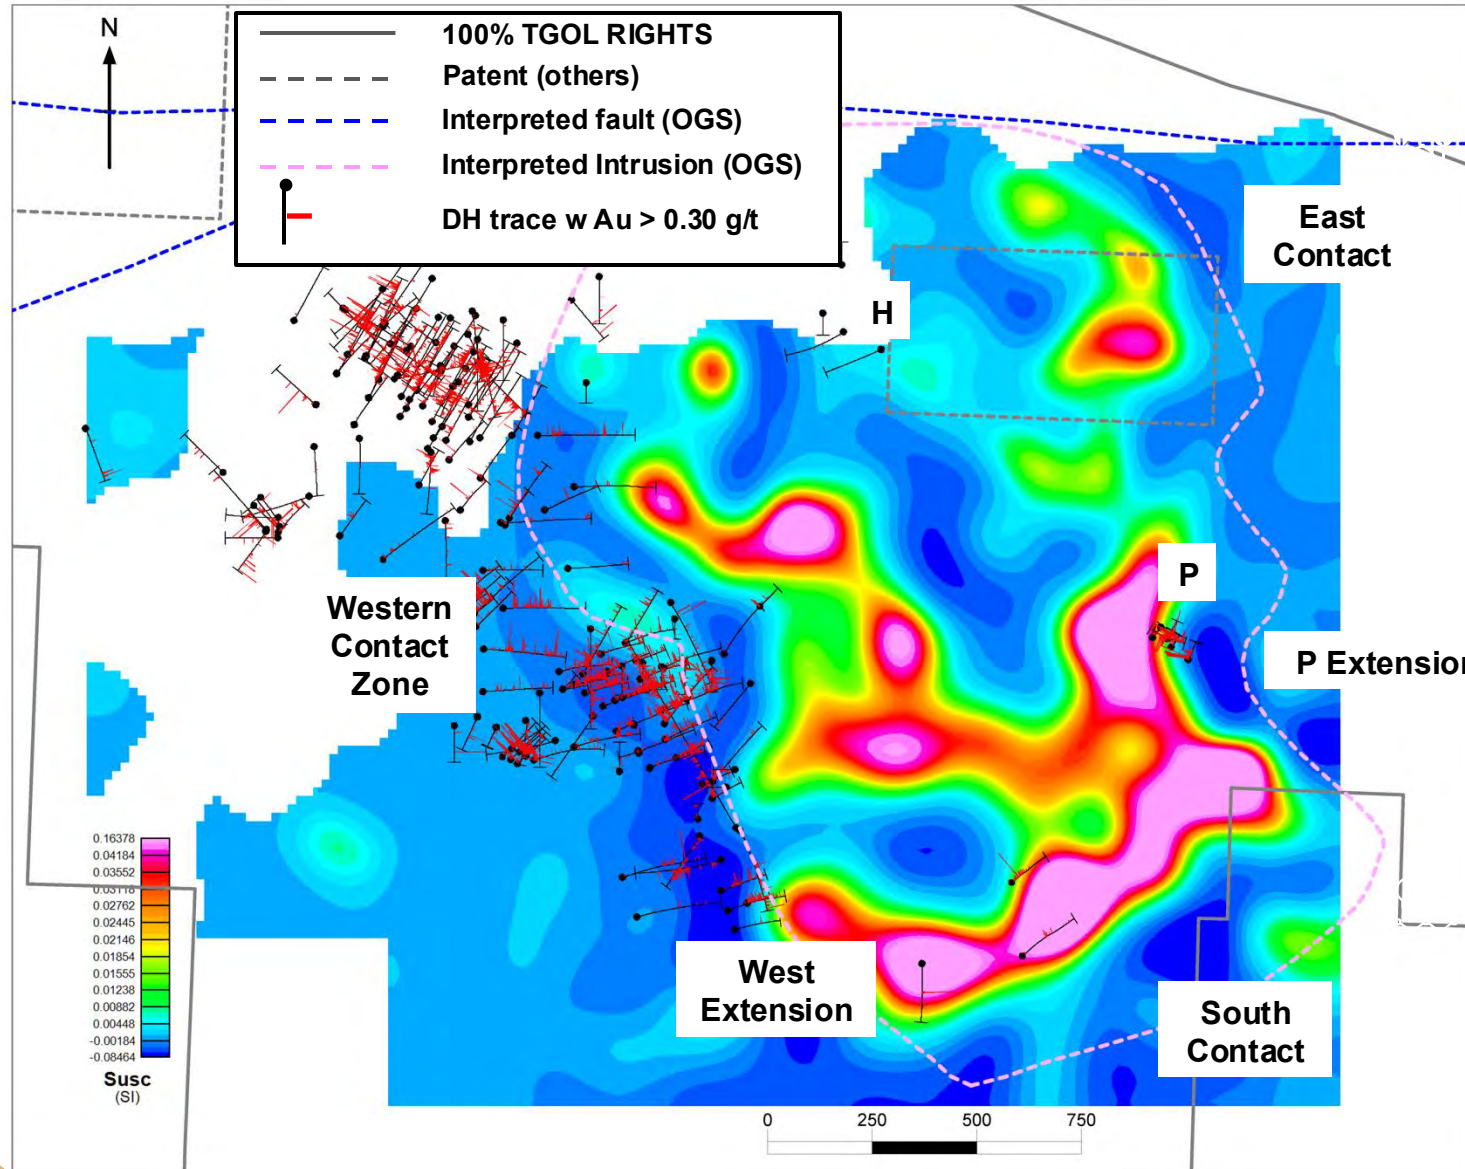 N
100% TGOL RIGHTS
Patent (others)
Interpreted fault (OGS)
Interpreted Intrusion (OGS)
DH trace w Au > 0.30 g/t
East
Contact
H
P
Western
Contact
Zone
P Extension
0.16378
0.04184
0.03552
0.03116
0.02762
0.02445
0.02146
0.01854
0.01555
0.01238
0.00882
0.00448
-0.00184
-0.08464
Susc
(SI)
West
Extension
South
Contact
0
250
500
750